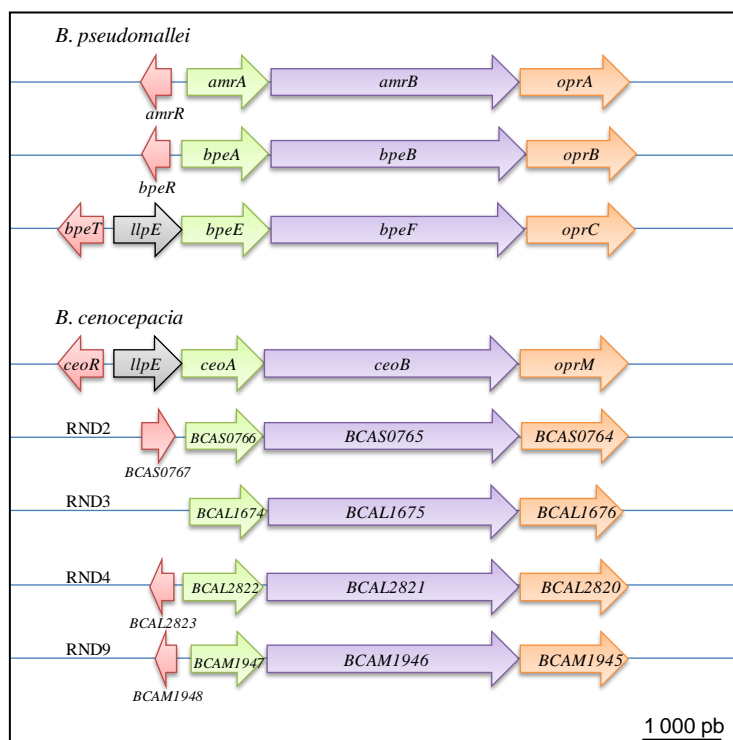 B. pseudomallei
amrA amrB oprA
amrR
bpeA bpeB oprB
bpeR
bpeT llpE bpeE bpeF oprC
B. cenocepacia
ceoR llpE ceoA ceoB oprM
RND2 BCAS0766 BCAS0765 BCAS0764
BCAS0767
RND3 BCAL1674 BCAL1675 BCAL1676
RND4 BCAL2822 BCAL2821 BCAL2820
BCAL2823
RND9 BCAM1947 BCAM1946 BCAM1945
BCAM1948
1 000 pb